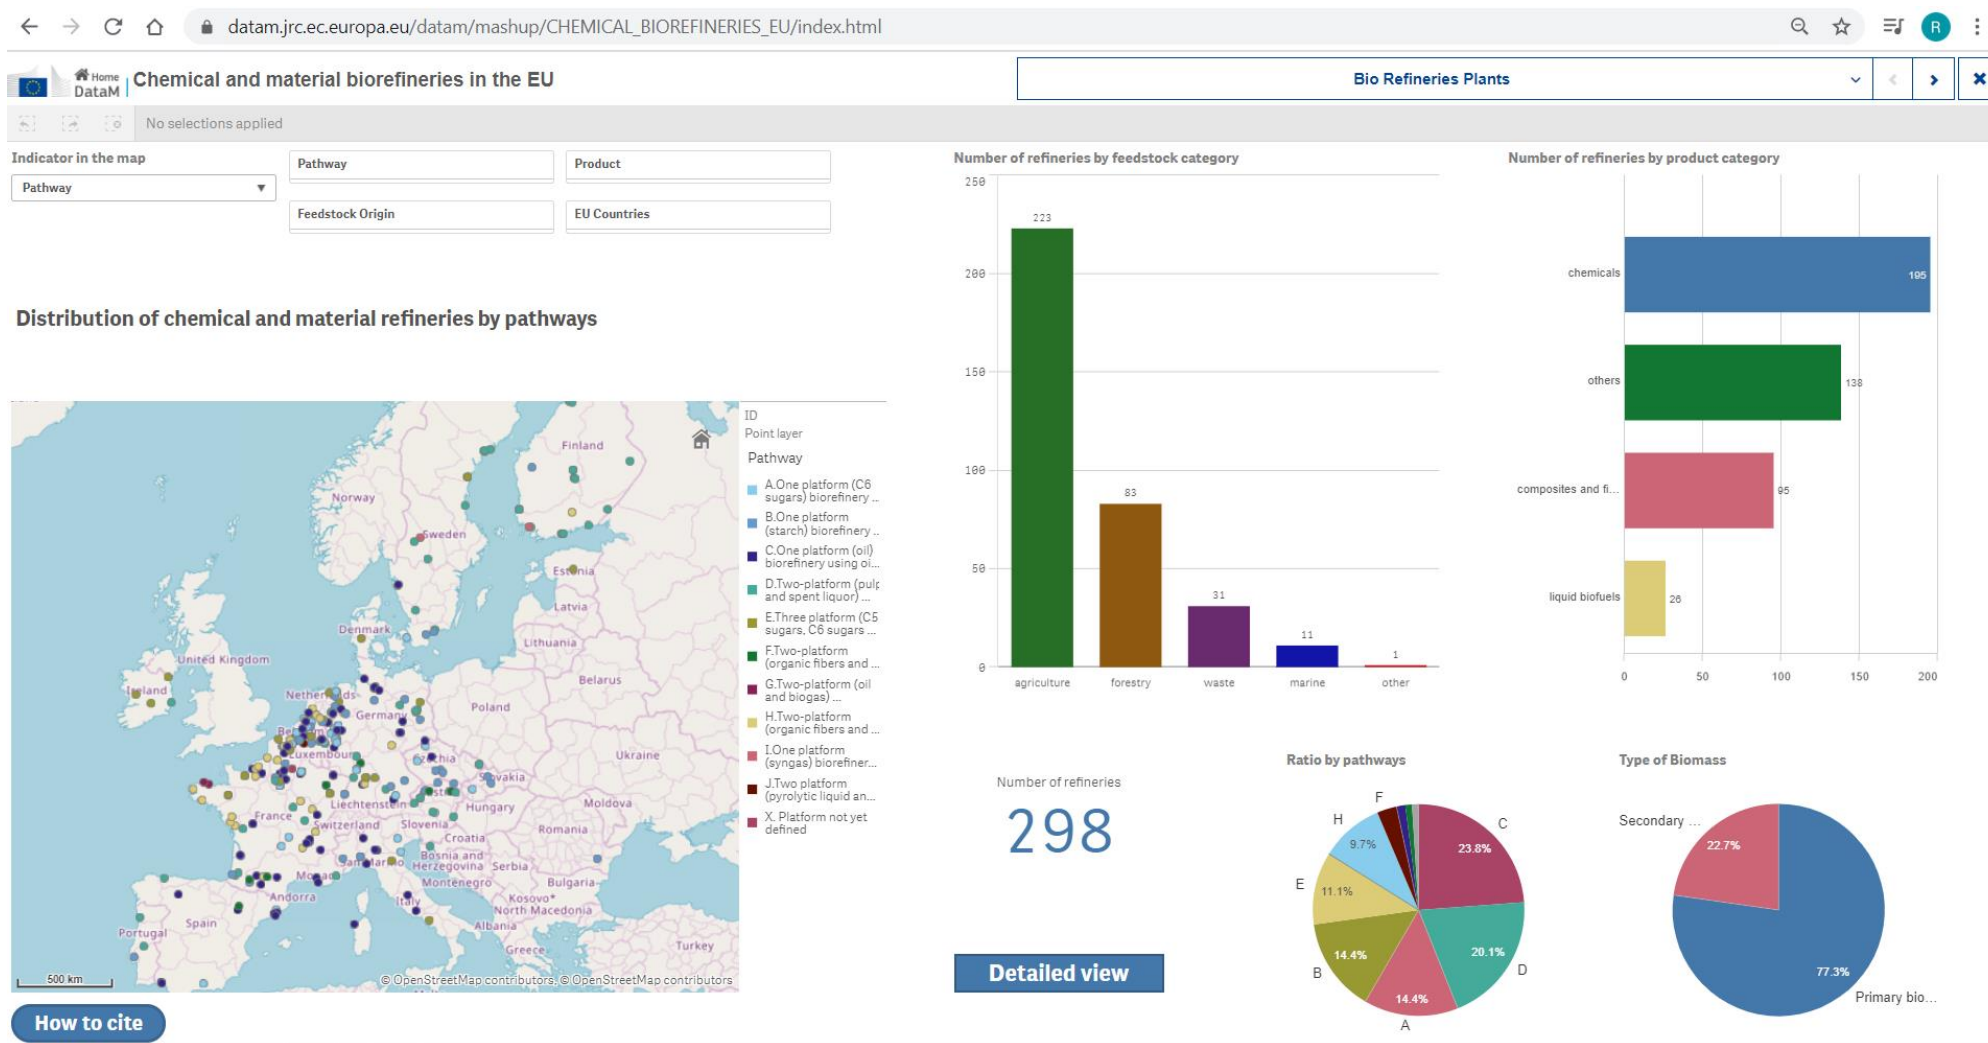 datam.jrc.ec.europa.eu/datam/mashup/CHEMICAL_BIOREFINERIES_EU/index.html
R
Home
DataM
Chemical and material biorefineries in the EU
Bio Refineries Plants
No selections applied
Indicator in the map
Pathway
Pathway
Product
Feedstock Origin
EU Countries
Distribution of chemical and material refineries by pathways
Finland
Norway
Sweden
Estonia
Latvia
Denmark
Lithuania
United Kingdom
Ireland
Belarus
Netherlands
Germany
Poland
Luxembourg
Czechia
Ukraine
Slovakia
Liechtenstein
Hungary
Moldova
France
Switzerland
Slovenia
Romania
Croatia
San Marino
Bosnia and
Herzegovina
Serbia
Monaco
Montenegro
Bulgaria
Andorra
Italy
Kosovo*
North Macedonia
Spain
Portugal
Albania
Greece
Turkey
500 km
© OpenStreetMap contributors, © OpenStreetMap contributors
ID
Point layer
Pathway
A.One platform (C6
sugars) biorefinery ...
B.One platform
(starch) biorefinery ...
C.One platform (oil)
biorefinery using oi...
D.Two-platform (pulp
and spent liquor) ...
E.Three platform (C5
sugars, C6 sugars ...
F.Two-platform
(organic fibers and ...
G.Two-platform (oil
and biogas) ...
H.Two-platform
(organic fibers and ...
I.One platform
(syngas) biorefiner...
J.Two platform
(pyrolytic liquid an...
X. Platform not yet
defined
How to cite
Number of refineries by feedstock category
250
200
150
100
50
0
223
83
31
11
1
agriculture
forestry
waste
marine
other
Number of refineries by product category
chemicals
195
others
138
composites and fi...
95
liquid biofuels
26
0
50
100
150
200
Number of refineries
298
Detailed view
Ratio by pathways
F
H
C
9.7%
23.8%
E
11.1%
14.4%
20.1%
B
D
14.4%
A
Type of Biomass
Secondary ...
22.7%
77.3%
Primary bio...